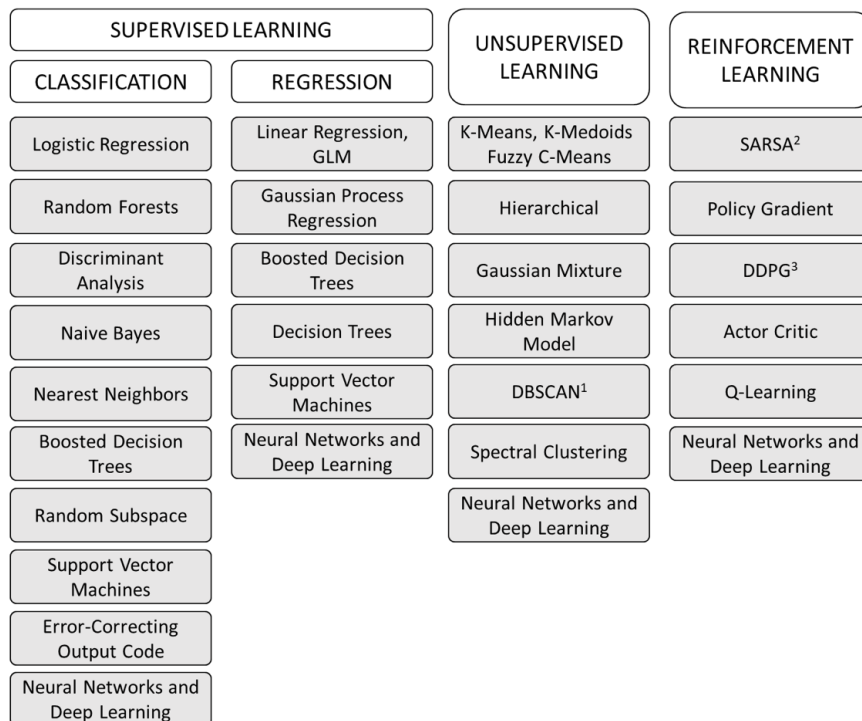 SUPERVISED LEARNING
CLASSIFICATION
Logistic Regression
Random Forests
Discriminant
Analysis
Naive Bayes
Nearest Neighbors
Boosted Decision
Trees
Random Subspace
Support Vector
Machines
Error-Correcting
Output Code
Neural Networks and
Deep Learning
REGRESSION
Linear Regression,
GLM
Gaussian Process
Regression
Boosted Decision
Trees
Decision Trees
Support Vector
Machines
Neural Networks and
Deep Learning
UNSUPERVISED
LEARNING
K-Means, K-Medoids
Fuzzy C-Means
Hierarchical
Gaussian Mixture
Hidden Markov
Model
DBSCAN¹
Spectral Clustering
Neural Networks and
Deep Learning
REINFORCEMENT
LEARNING
SARSA²
Policy Gradient
DDPG³
Actor Critic
Q-Learning
Neural Networks and
Deep Learning